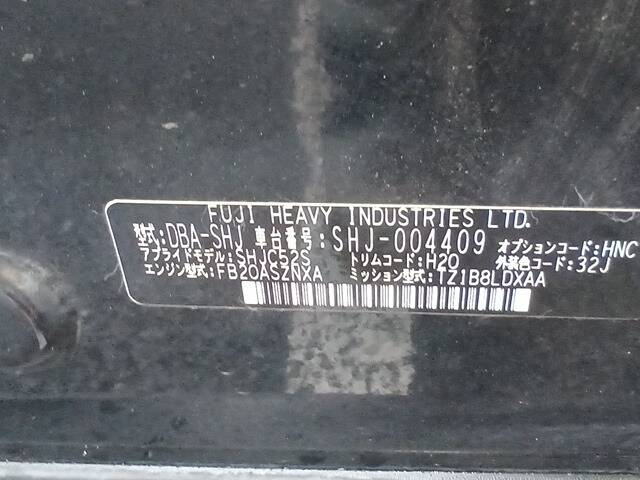 FUJI HEAVY INDUSTRIES LTD.
型式:DBA-SHJ 車台番号:SHJ-004409 オプションコード:HNC
アプライドモデル:SHJC52S トリムコード:H20 外装色コード:32J
エンジン型式:FB20ASZNXA ミッション型式:TZ1B8LDXAA